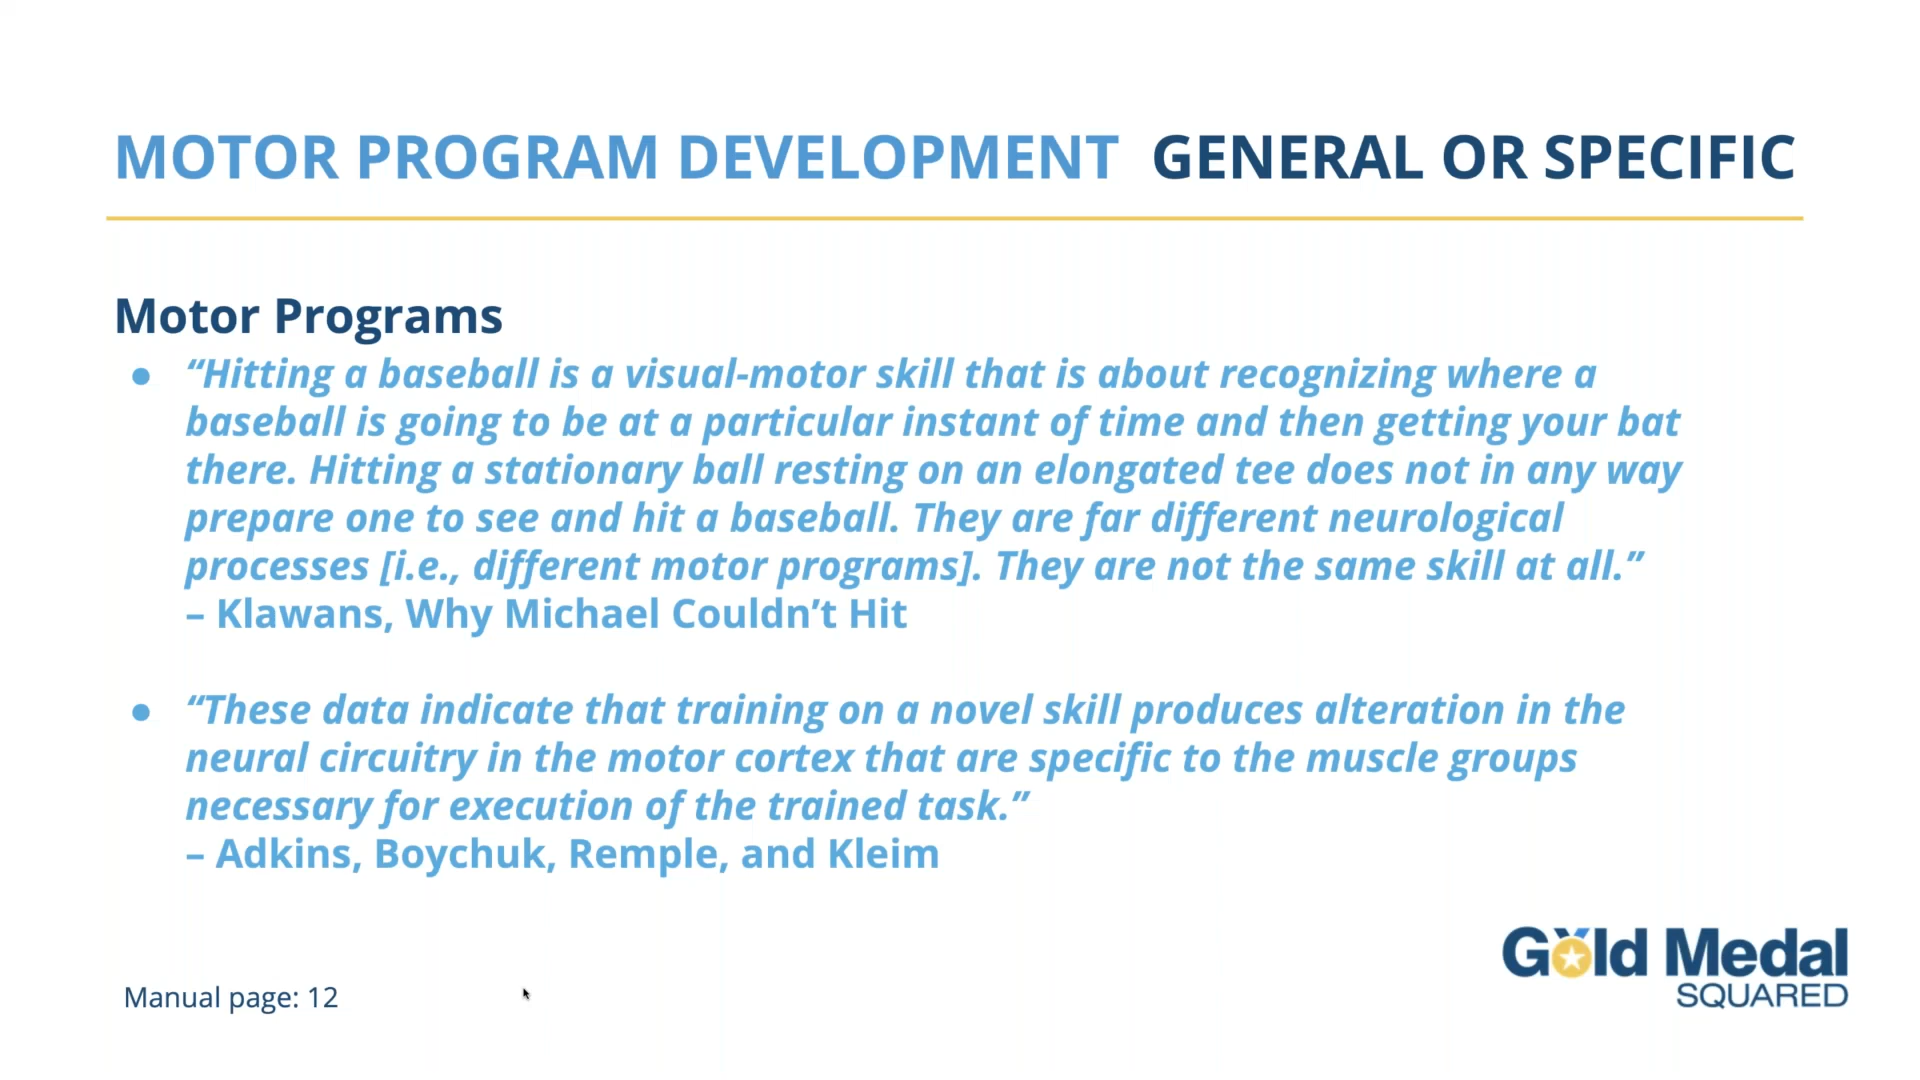 MOTOR PROGRAM DEVELOPMENT GENERAL OR SPECIFIC
Motor Programs
● “Hitting a baseball is a visual-motor skill that is about recognizing where a
baseball is going to be at a particular instant of time and then getting your bat
there. Hitting a stationary ball resting on an elongated tee does not in any way
prepare one to see and hit a baseball. They are far different neurological
processes [i.e., different motor programs]. They are not the same skill at all.”
– Klawans, Why Michael Couldn’t Hit
● “These data indicate that training on a novel skill produces alteration in the
neural circuitry in the motor cortex that are specific to the muscle groups
necessary for execution of the trained task.”
– Adkins, Boychuk, Remple, and Kleim
Gold Medal
SQUARED
Manual page: 12